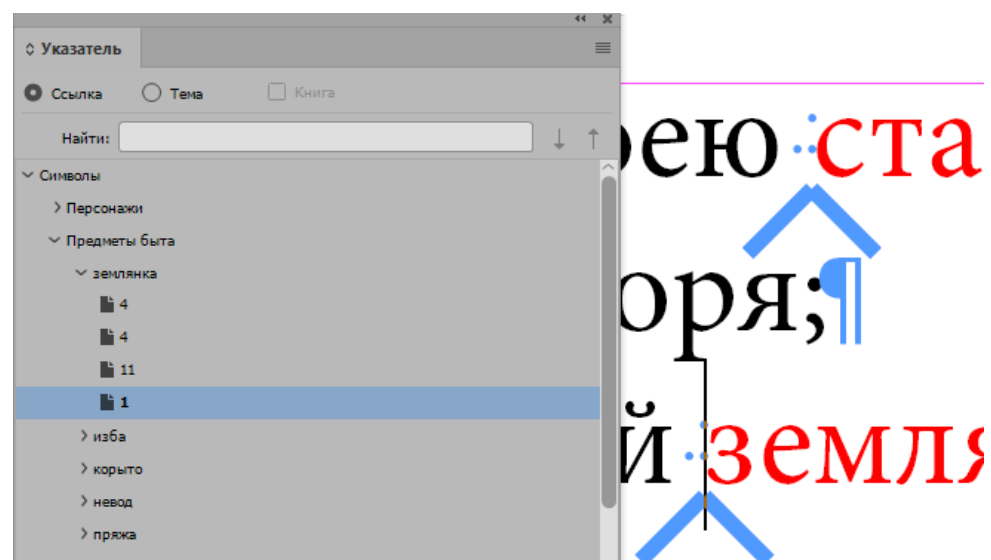 Указатель
Ссылка Тема Книга
Найти:
Символы
Персонажи
Предметы быта
землянка
4
4
11
1
изба
корыто
невод
пряжа
рею ста
оря;¶
й земля